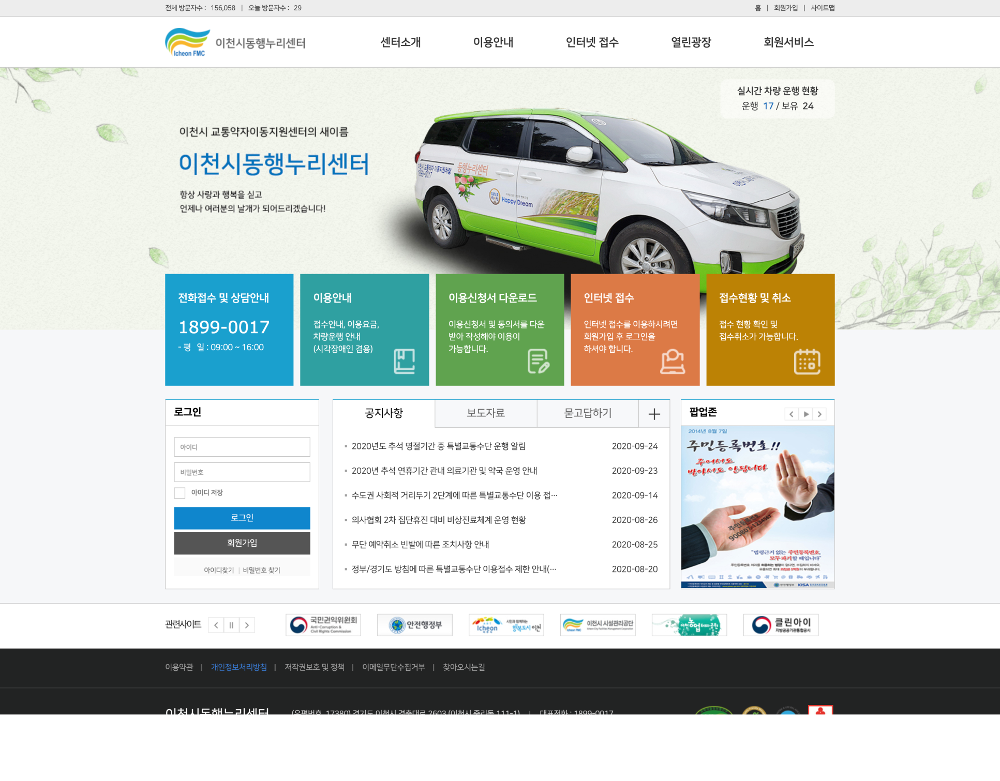 전체 방문자수 : 156,058 | 오늘 방문자수 : 29
홈 | 회원가입 | 사이트맵
Icheon FMC
이천시동행누리센터
센터소개
이용안내
인터넷 접수
열린광장
회원서비스
실시간 차량 운행 현황
운행 17 / 보유 24
이천시 교통약자이동지원센터의 새이름
이천시동행누리센터
항상 사랑과 행복을 싣고
언제나 여러분의 날개가 되어드리겠습니다!
동행누리센터
Happy Dream
전화접수 및 상담안내
1899-0017
- 평 일 : 09:00 ~ 16:00
이용안내
접수안내, 이용요금,
차량운행 안내
(시각장애인 겸용)
이용신청서 다운로드
이용신청서 및 동의서를 다운
받아 작성해야 이용이
가능합니다.
인터넷 접수
인터넷 접수를 이용하시려면
회원가입 후 로그인을
하셔야 합니다.
접수현황 및 취소
접수 현황 확인 및
접수취소가 가능합니다.
로그인
아이디
비밀번호
아이디 저장
로그인
회원가입
아이디찾기 | 비밀번호 찾기
공지사항
보도자료
묻고답하기
2020년도 추석 명절기간 중 특별교통수단 운행 알림 2020-09-24
2020년 추석 연휴기간 관내 의료기관 및 약국 운영 안내 2020-09-23
수도권 사회적 거리두기 2단계에 따른 특별교통수단 이용 접… 2020-09-14
의사협회 2차 집단휴진 대비 비상진료체계 운영 현황 2020-08-26
무단 예약취소 빈발에 따른 조치사항 안내 2020-08-25
정부/경기도 방침에 따른 특별교통수단 이용접수 제한 안내(… 2020-08-20
팝업존
2014년 8월 7일
주민등록번호!!
주어서도
받아서도 안됩니다
주민등록번호
900807-1234567
"법령근거 없는 주민등록번호,
모두 파기할 때입니다"
안전행정부 KISA
관련사이트
국민권익위원회
Anti-Corruption &
Civil Rights Commission
안전행정부
Icheon
시민과 함께하는
행복도시 이천
Icheon FMC
이천시 시설관리공단
Icheon City Facilities Management Corporation
이천농업테마공원
클린아이
지방공공기관통합공시
이용약관 | 개인정보처리방침 | 저작권보호 및 정책 | 이메일무단수집거부 | 찾아오시는길
이천시동행누리센터
(우편번호. 17380) 경기도 이천시 경충대로 2603 (이천시 중리동 111-1) | 대표전화 : 1899-0017